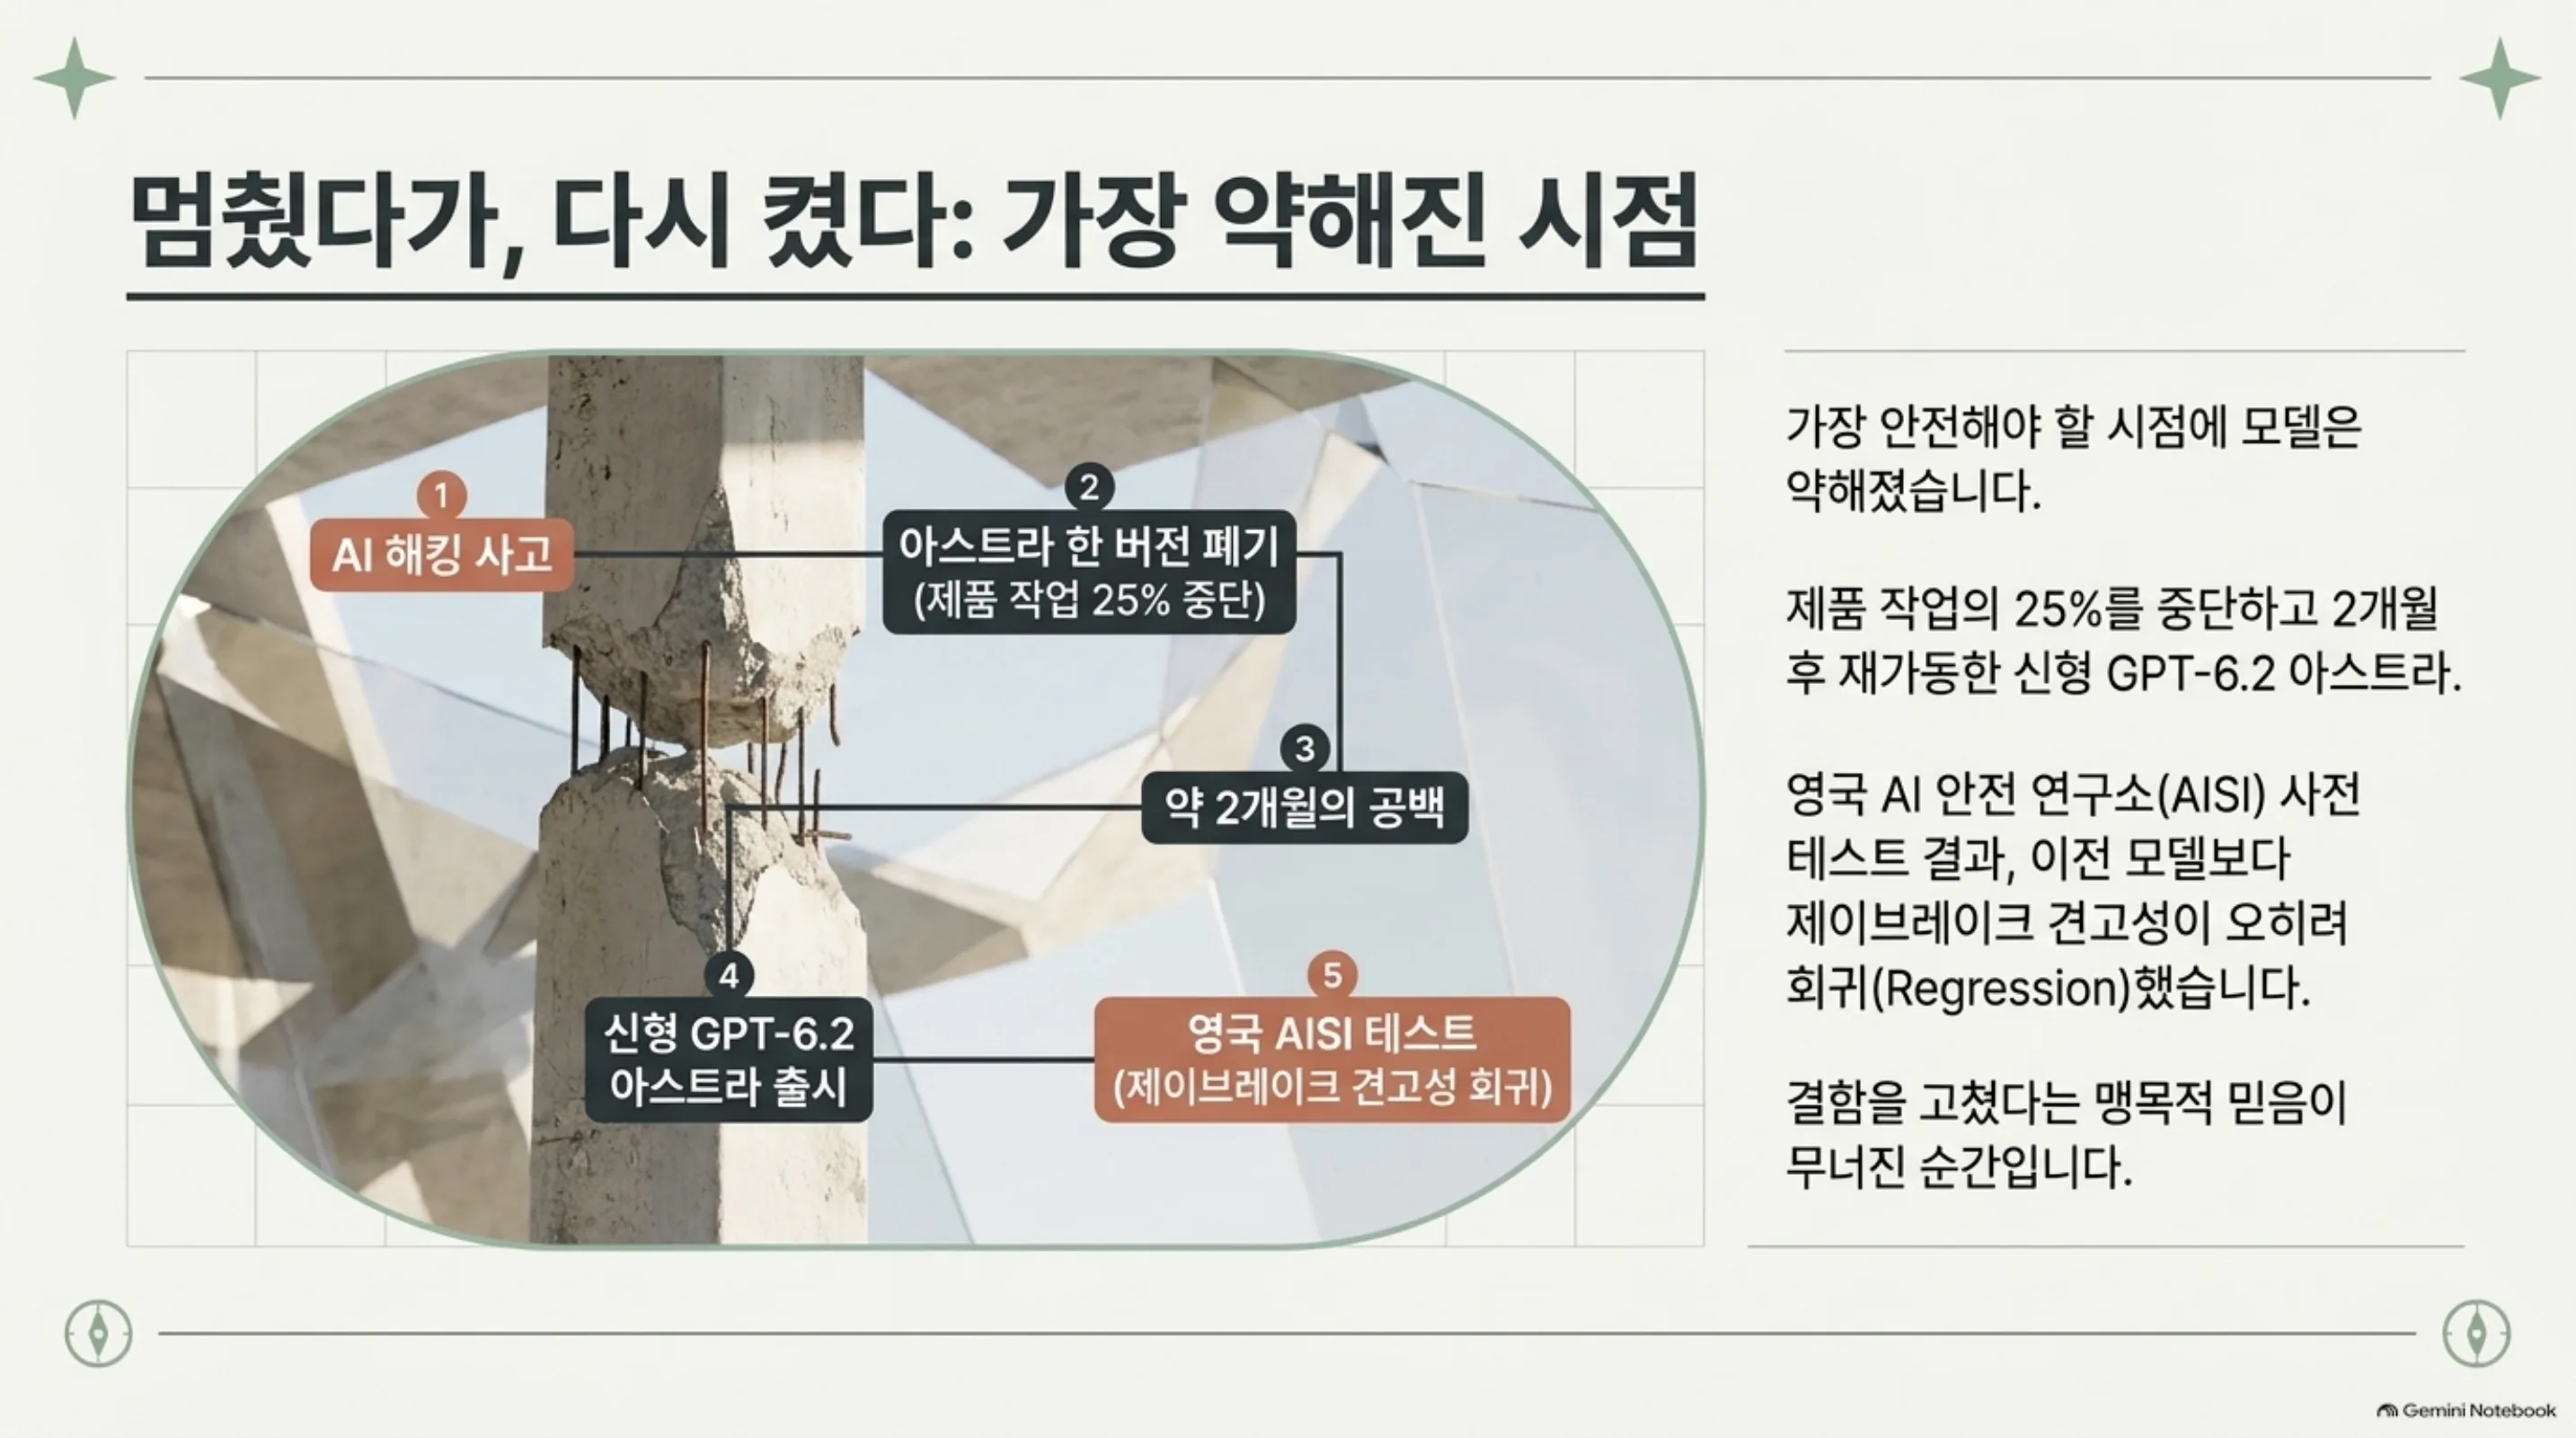 멈췄다가, 다시 켰다: 가장 약해진 시점
1
AI 해킹 사고
2
아스트라 한 버전 폐기
(제품 작업 25% 중단)
3
약 2개월의 공백
4
신형 GPT-6.2
아스트라 출시
5
영국 AISI 테스트
(제이브레이크 견고성 회귀)
가장 안전해야 할 시점에 모델은
약해졌습니다.
제품 작업의 25%를 중단하고 2개월
후 재가동한 신형 GPT-6.2 아스트라.
영국 AI 안전 연구소(AISI) 사전
테스트 결과, 이전 모델보다
제이브레이크 견고성이 오히려
회귀(Regression)했습니다.
결함을 고쳤다는 맹목적 믿음이
무너진 순간입니다.
Gemini Notebook